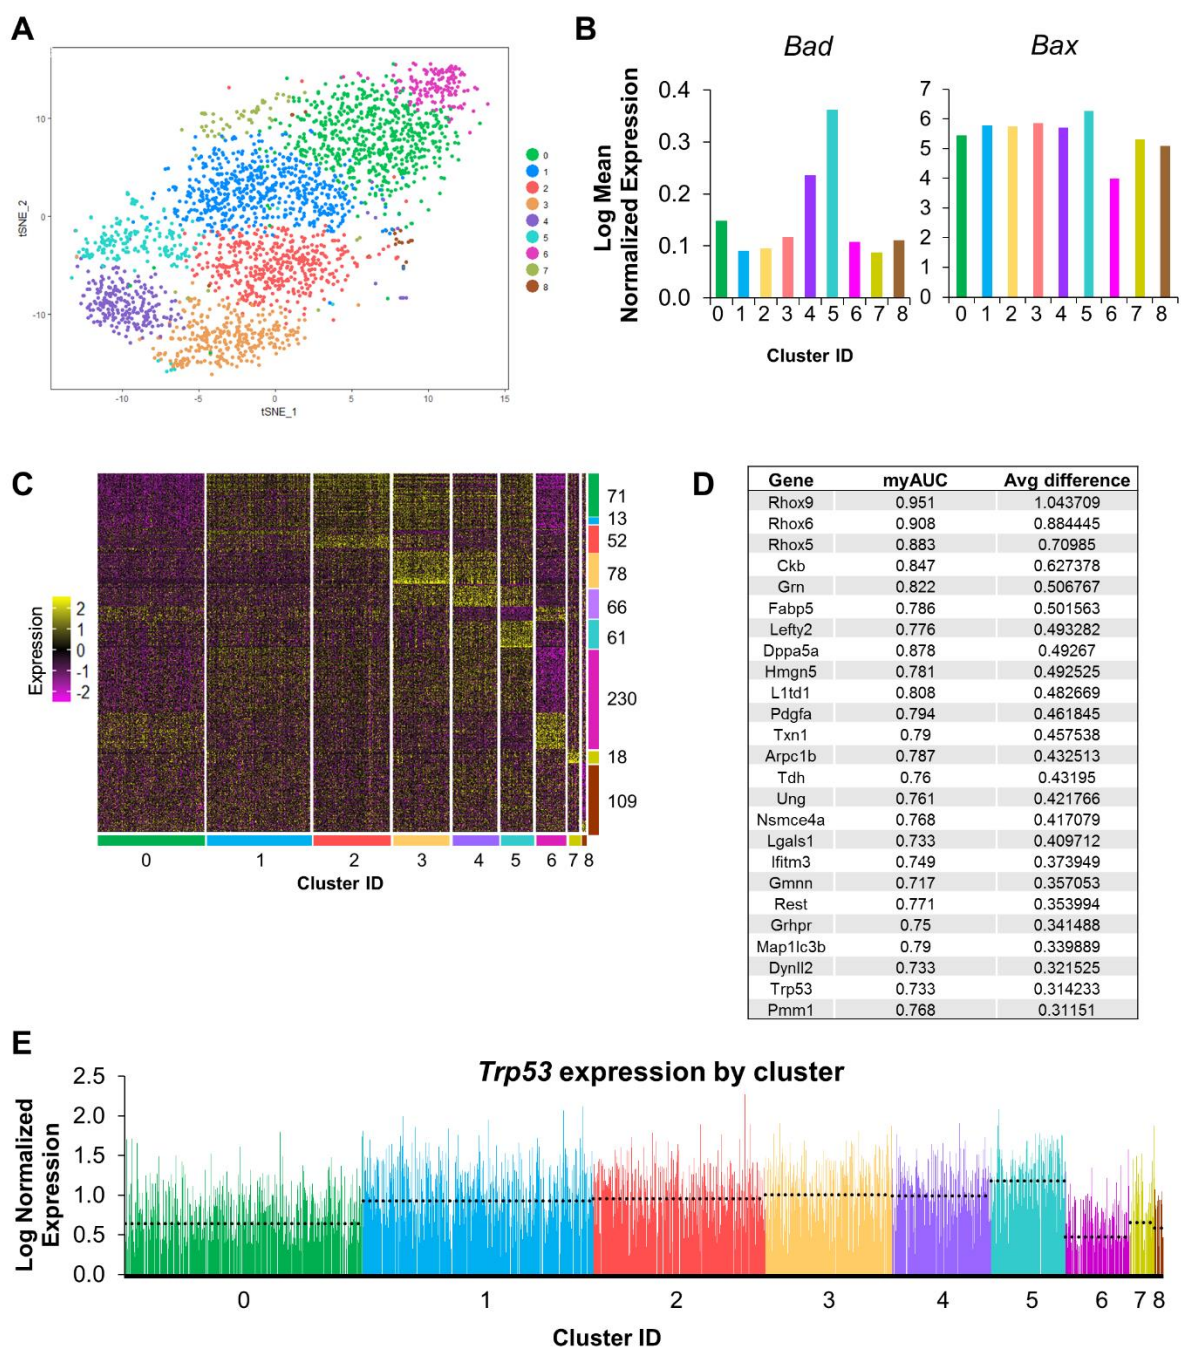 A
tSNE_2
10
0
-10
-10
-5
0
5
10
15
tSNE_1
0
1
2
3
4
5
6
7
8
B
Bad
Bax
Log Mean
Normalized Expression
0.4
0.3
0.2
0.1
0.0
0 1 2 3 4 5 6 7 8
7
6
5
4
3
2
1
0
0 1 2 3 4 5 6 7 8
Cluster ID
C
Expression
2
1
0
-1
-2
71
13
52
78
66
61
230
18
109
0 1 2 3 4 5 6 7 8
Cluster ID
D
Gene myAUC Avg difference
Rhox9 0.951 1.043709
Rhox6 0.908 0.884445
Rhox5 0.883 0.70985
Ckb 0.847 0.627378
Grn 0.822 0.506767
Fabp5 0.786 0.501563
Lefty2 0.776 0.493282
Dppa5a 0.878 0.49267
Hmgn5 0.781 0.492525
L1td1 0.808 0.482669
Pdgfa 0.794 0.461845
Txn1 0.79 0.457538
Arpc1b 0.787 0.432513
Tdh 0.76 0.43195
Ung 0.761 0.421766
Nsmce4a 0.768 0.417079
Lgals1 0.733 0.409712
Ifitm3 0.749 0.373949
Gmnn 0.717 0.357053
Rest 0.771 0.353994
Grhpr 0.75 0.341488
Map1lc3b 0.79 0.339889
Dynll2 0.733 0.321525
Trp53 0.733 0.314233
Pmm1 0.768 0.31151
E
Trp53 expression by cluster
Log Normalized
Expression
2.5
2.0
1.5
1.0
0.5
0.0
0 1 2 3 4 5 6 7 8
Cluster ID